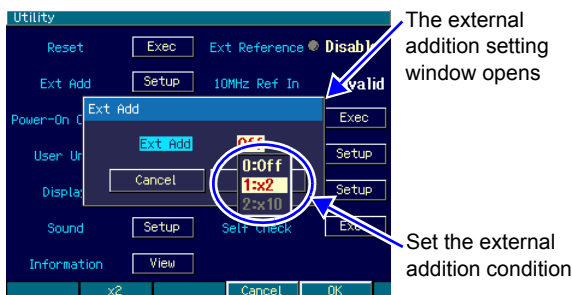 Utility
Reset Exec Ext Reference Disabl
Ext Add Setup 10MHz Ref In valid
Power-On Exec
Ext Add
User Un Setup
Ext Add Off
0:Off
Cancel
1:x2
Display Setup
2:x10
Sound Setup Self Check
Information View
x2 Cancel OK
The external
addition setting
window opens
Set the external
addition condition